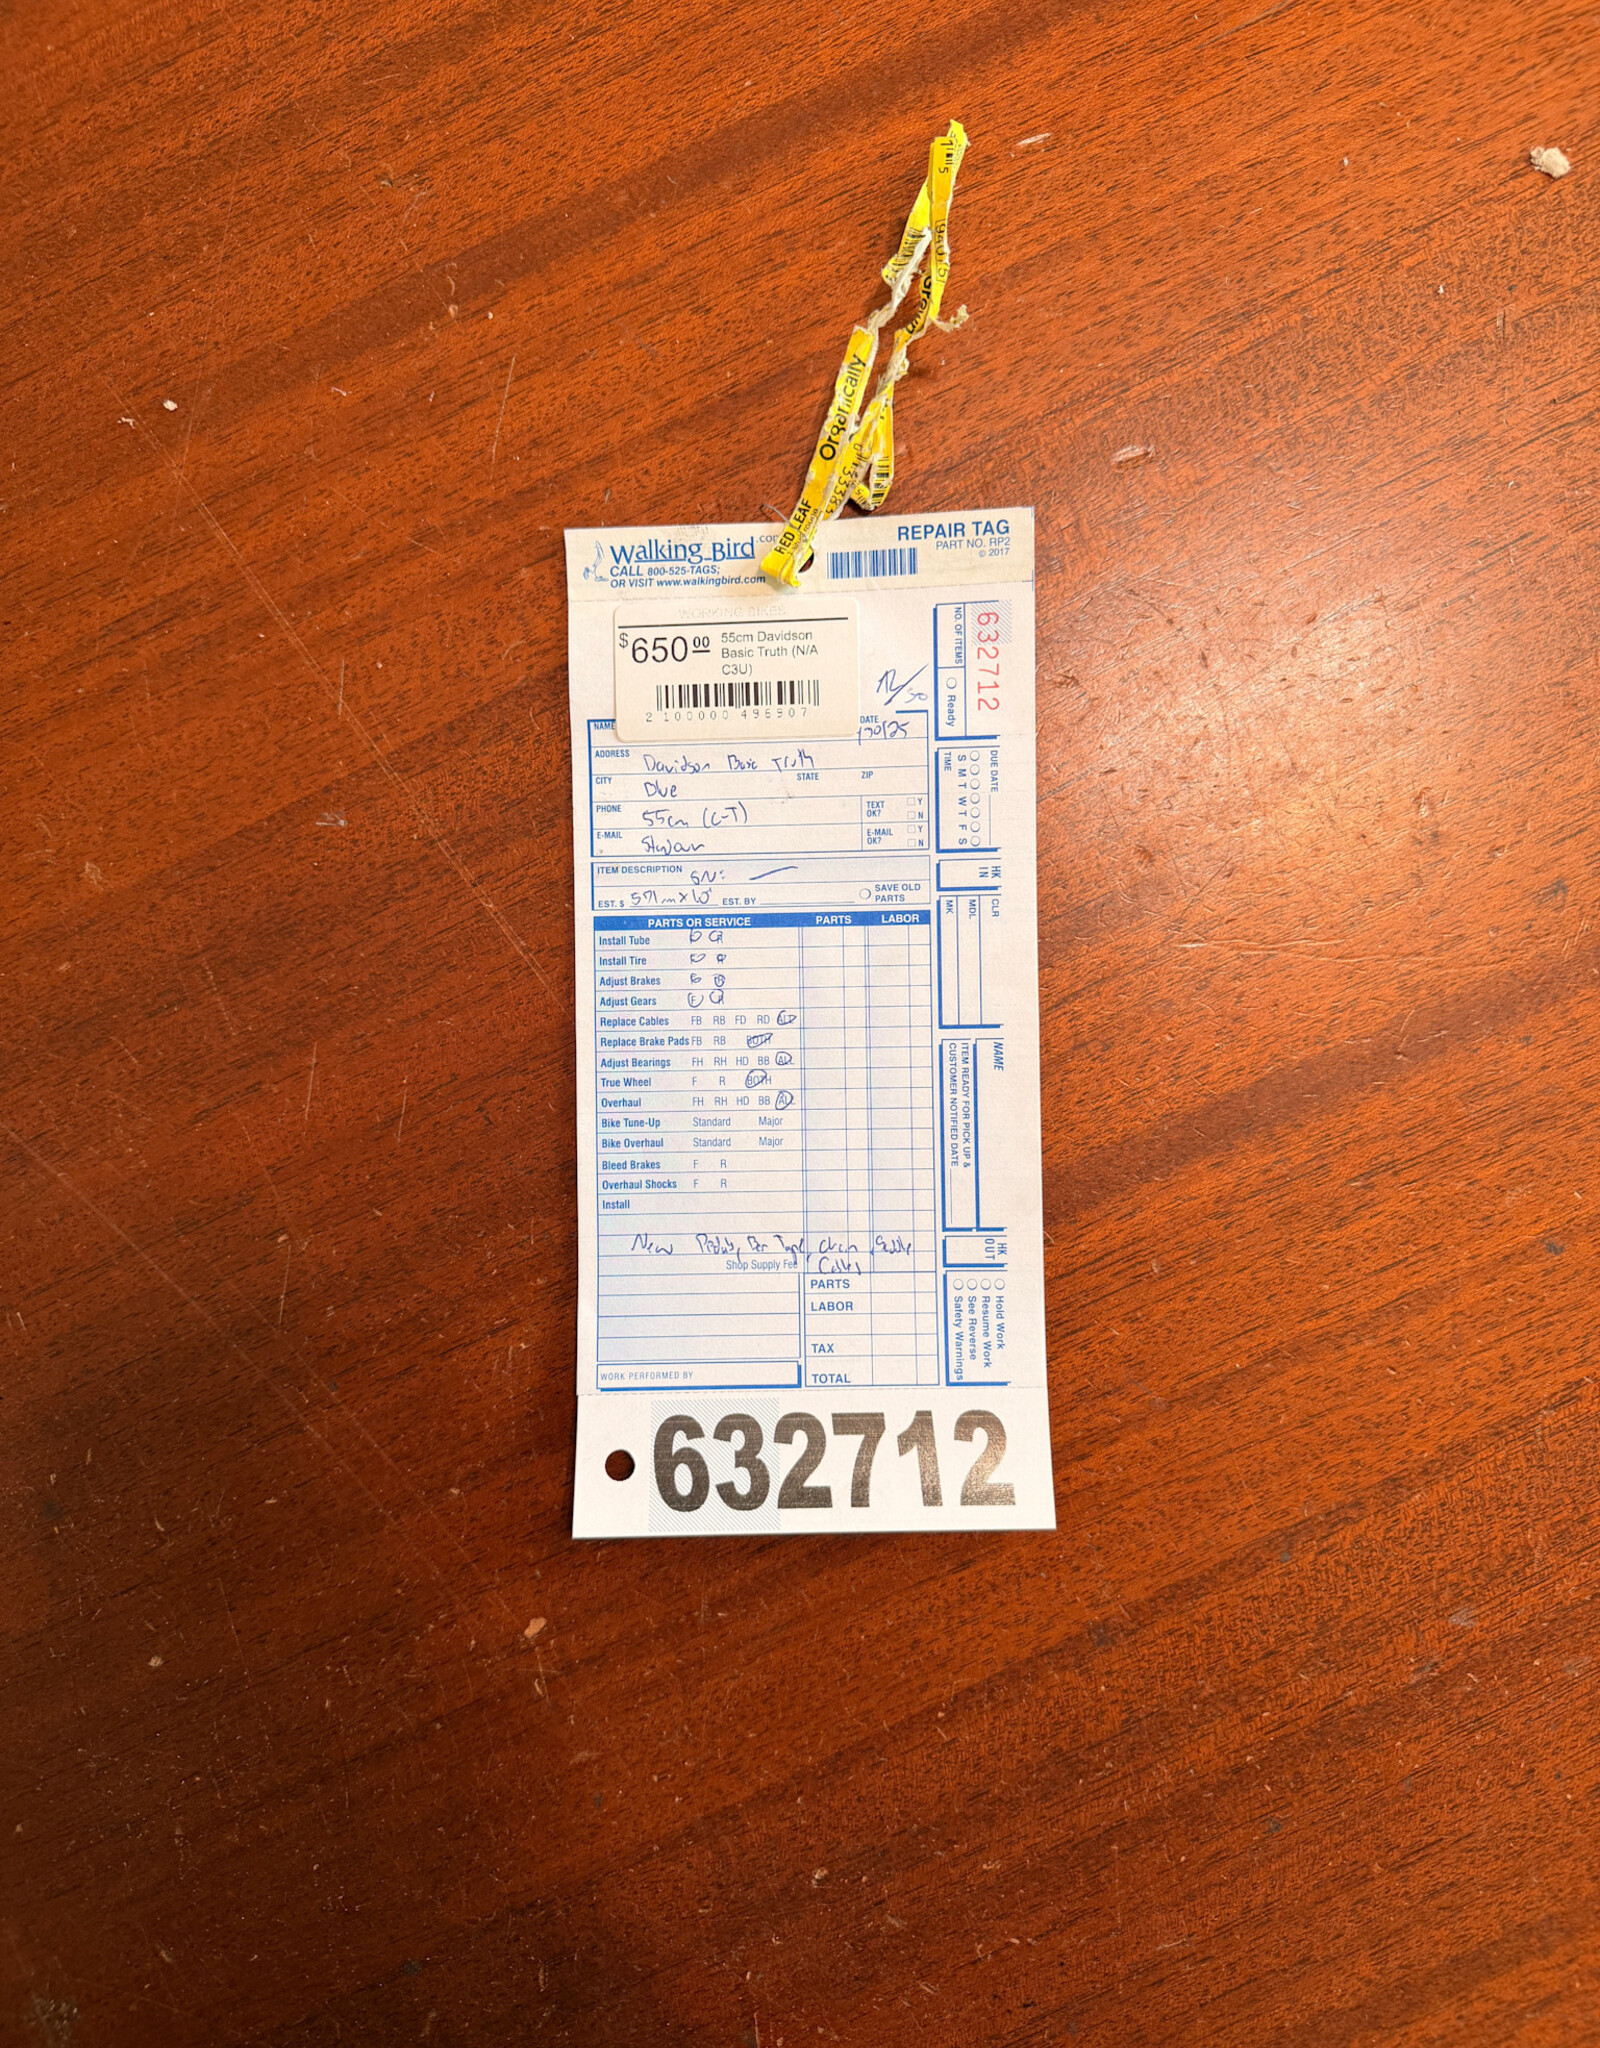 Walking Bird.com
CALL 800-525-TAGS;
OR VISIT www.walkingbird.com
REPAIR TAG
PART NO. RP2
© 2017
RED LEAF
Organically
WORKING BIKES
$650.00
55cm Davidson
Basic Truth (N/A
C3U)
2 100000 496907
632712
NO. OF ITEMS
Ready
NAME
DATE
ADDRESS Davidson Basic Truth
CITY STATE ZIP
Blue
PHONE 55cm (C-T)
TEXT OK? Y N
E-MAIL
E-MAIL OK? Y N
DUE DATE
S M T W T F S
TIME
ITEM DESCRIPTION SN: —
EST. $ EST. BY
SAVE OLD PARTS
HK IN
CLR
MDL
MK
PARTS OR SERVICE PARTS LABOR
Install Tube
Install Tire
Adjust Brakes
Adjust Gears F R
Replace Cables FB RB FD RD ALL
Replace Brake Pads FB RB BOTH
Adjust Bearings FH RH HD BB ALL
True Wheel F R BOTH
Overhaul FH RH HD BB ALL
Bike Tune-Up Standard Major
Bike Overhaul Standard Major
Bleed Brakes F R
Overhaul Shocks F R
Install
New Pedals, Bar Tape, chain, Saddle
Shop Supply Fee Cables
PARTS
LABOR
TAX
TOTAL
WORK PERFORMED BY
NAME
ITEM READY FOR PICK UP &
CUSTOMER NOTIFIED DATE
HK OUT
Hold Work
Resume Work
See Reverse
Safety Warnings
632712